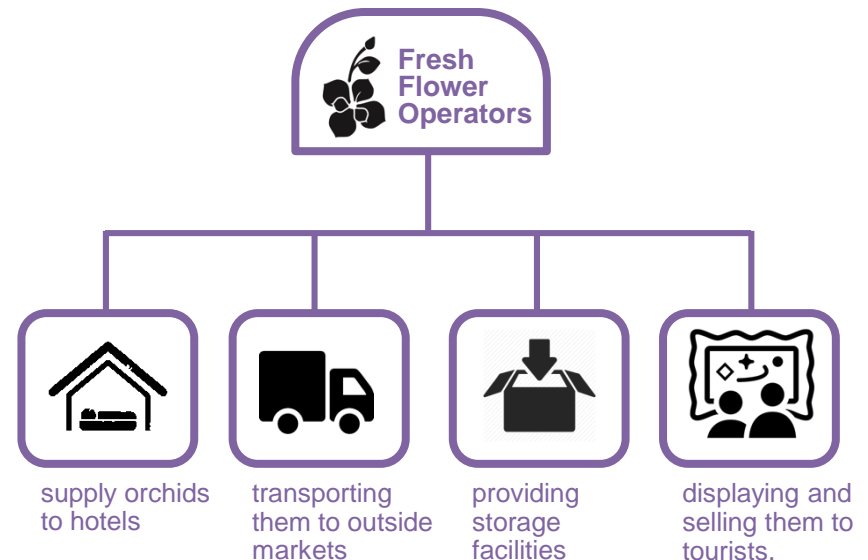 Fresh
Flower
Operators
supply orchids
to hotels
transporting
them to outside
markets
providing
storage
facilities
displaying and
selling them to
tourists.